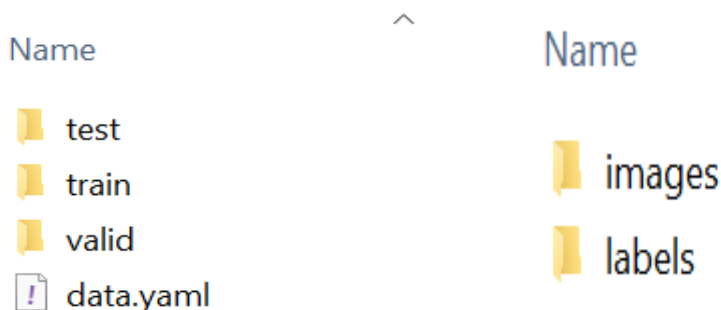 Name
test
train
valid
data.yaml
Name
images
labels